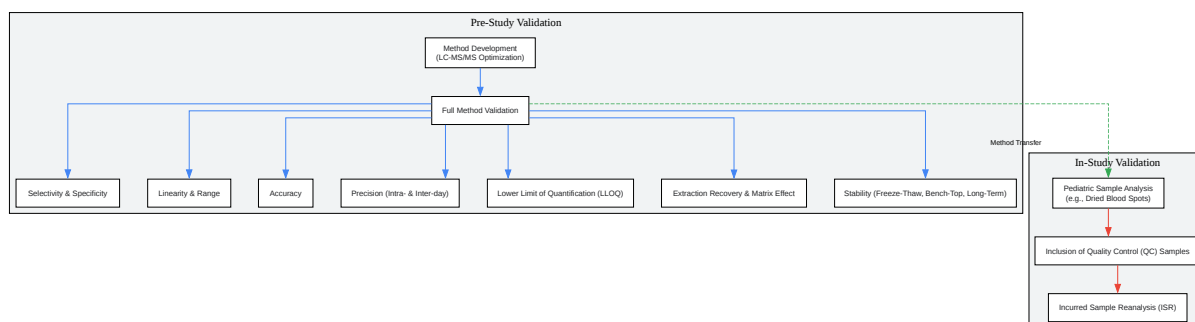 Pre-Study Validation
Method Development
(LC-MS/MS Optimization)
Full Method Validation
Method Transfer
Selectivity & Specificity
Linearity & Range
Accuracy
Precision (Intra- & Inter-day)
Lower Limit of Quantification (LLOQ)
Extraction Recovery & Matrix Effect
Stability (Freeze-Thaw, Bench-Top, Long-Term)
In-Study Validation
Pediatric Sample Analysis
(e.g., Dried Blood Spots)
Inclusion of Quality Control (QC) Samples
Incurred Sample Reanalysis (ISR)